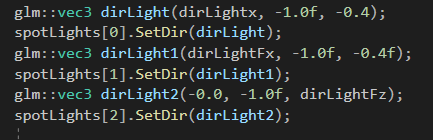 glm::vec3 dirLight(dirLightx, -1.0f, -0.4);
spotLights[0].SetDir(dirLight);
glm::vec3 dirLight1(dirLightFx, -1.0f, -0.4f);
spotLights[1].SetDir(dirLight1);
glm::vec3 dirLight2(-0.0, -1.0f, dirLightFz);
spotLights[2].SetDir(dirLight2);